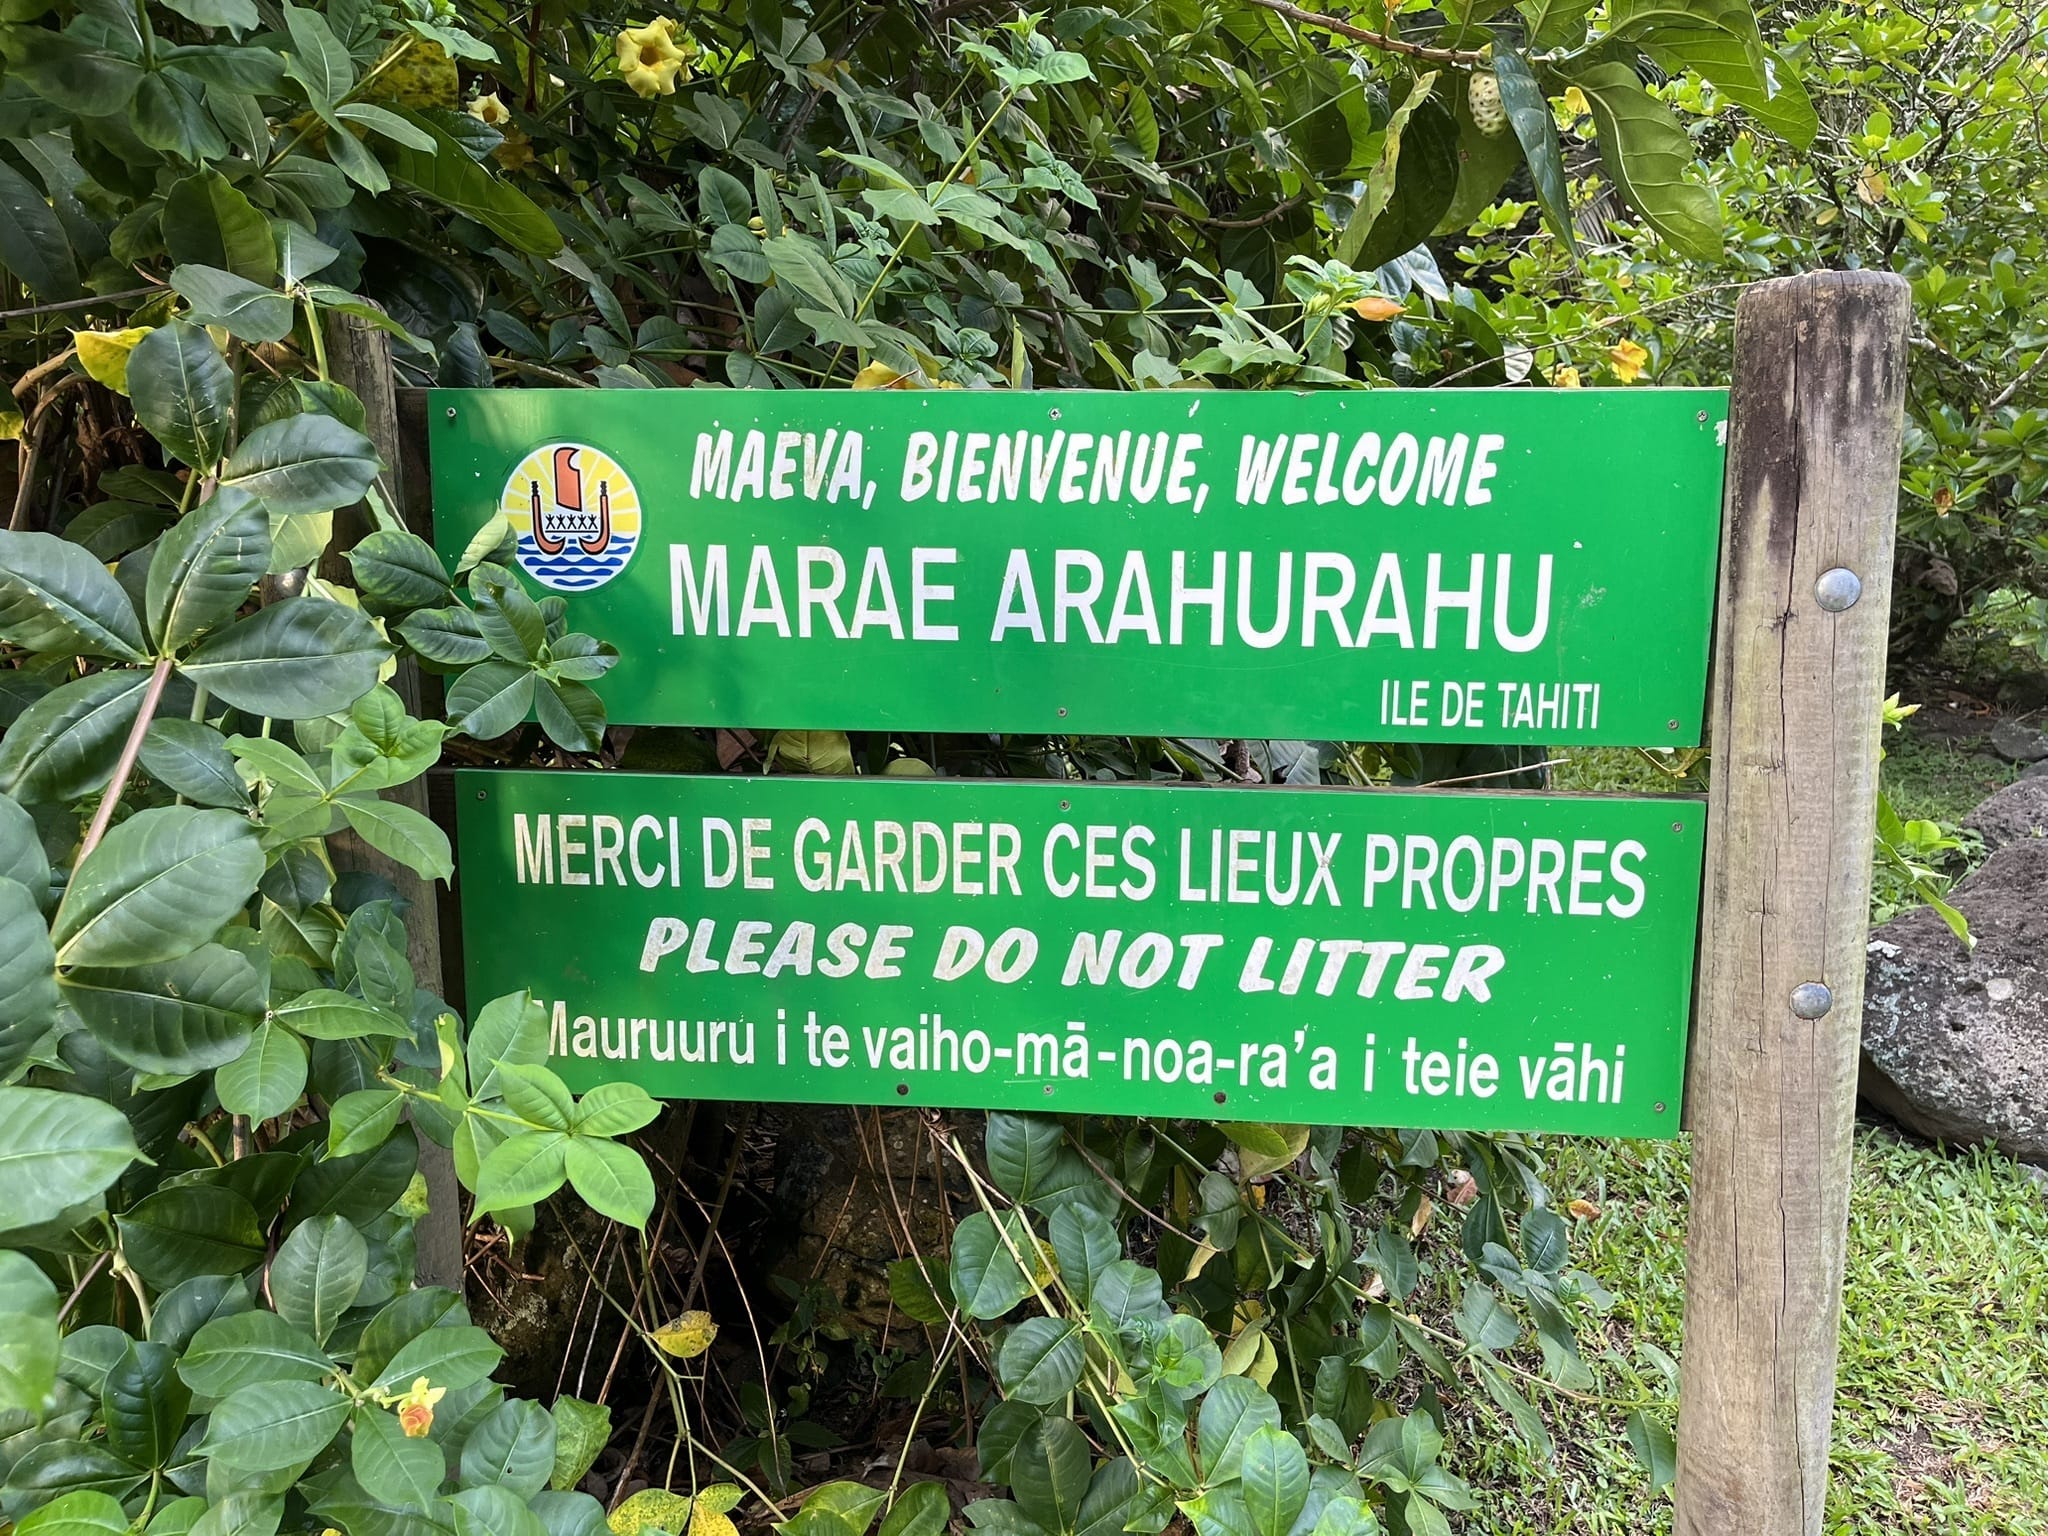 MAEVA, BIENVENUE, WELCOME
MARAE ARAHURAHU
ILE DE TAHITI
MERCI DE GARDER CES LIEUX PROPRES
PLEASE DO NOT LITTER
Mauruuru i te vaiho-mā-noa-ra'a i teie vāhi